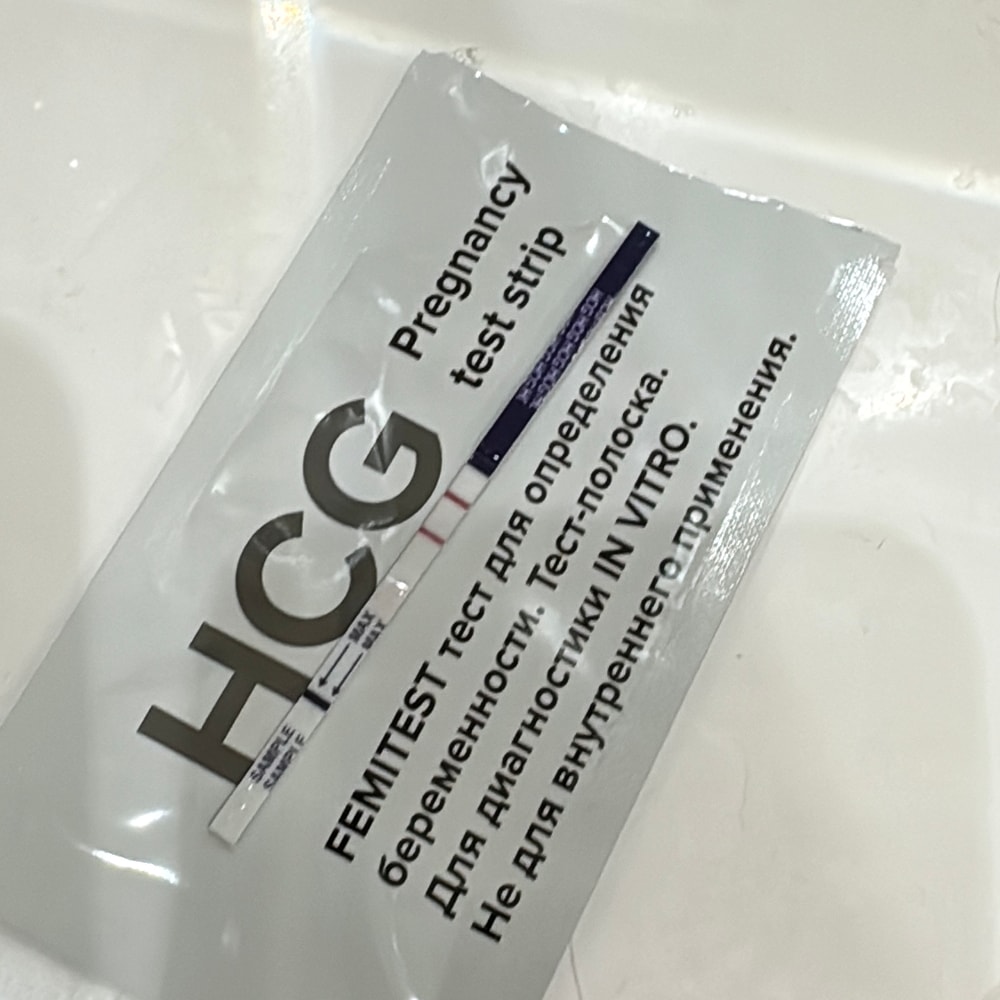 HCG
Pregnancy
test strip
MAX
MAX
SAMPLE
SAMPLE
FEMITEST тест для определения
беременности. Тест-полоска.
Для диагностики IN VITRO.
Не для внутреннего применения.